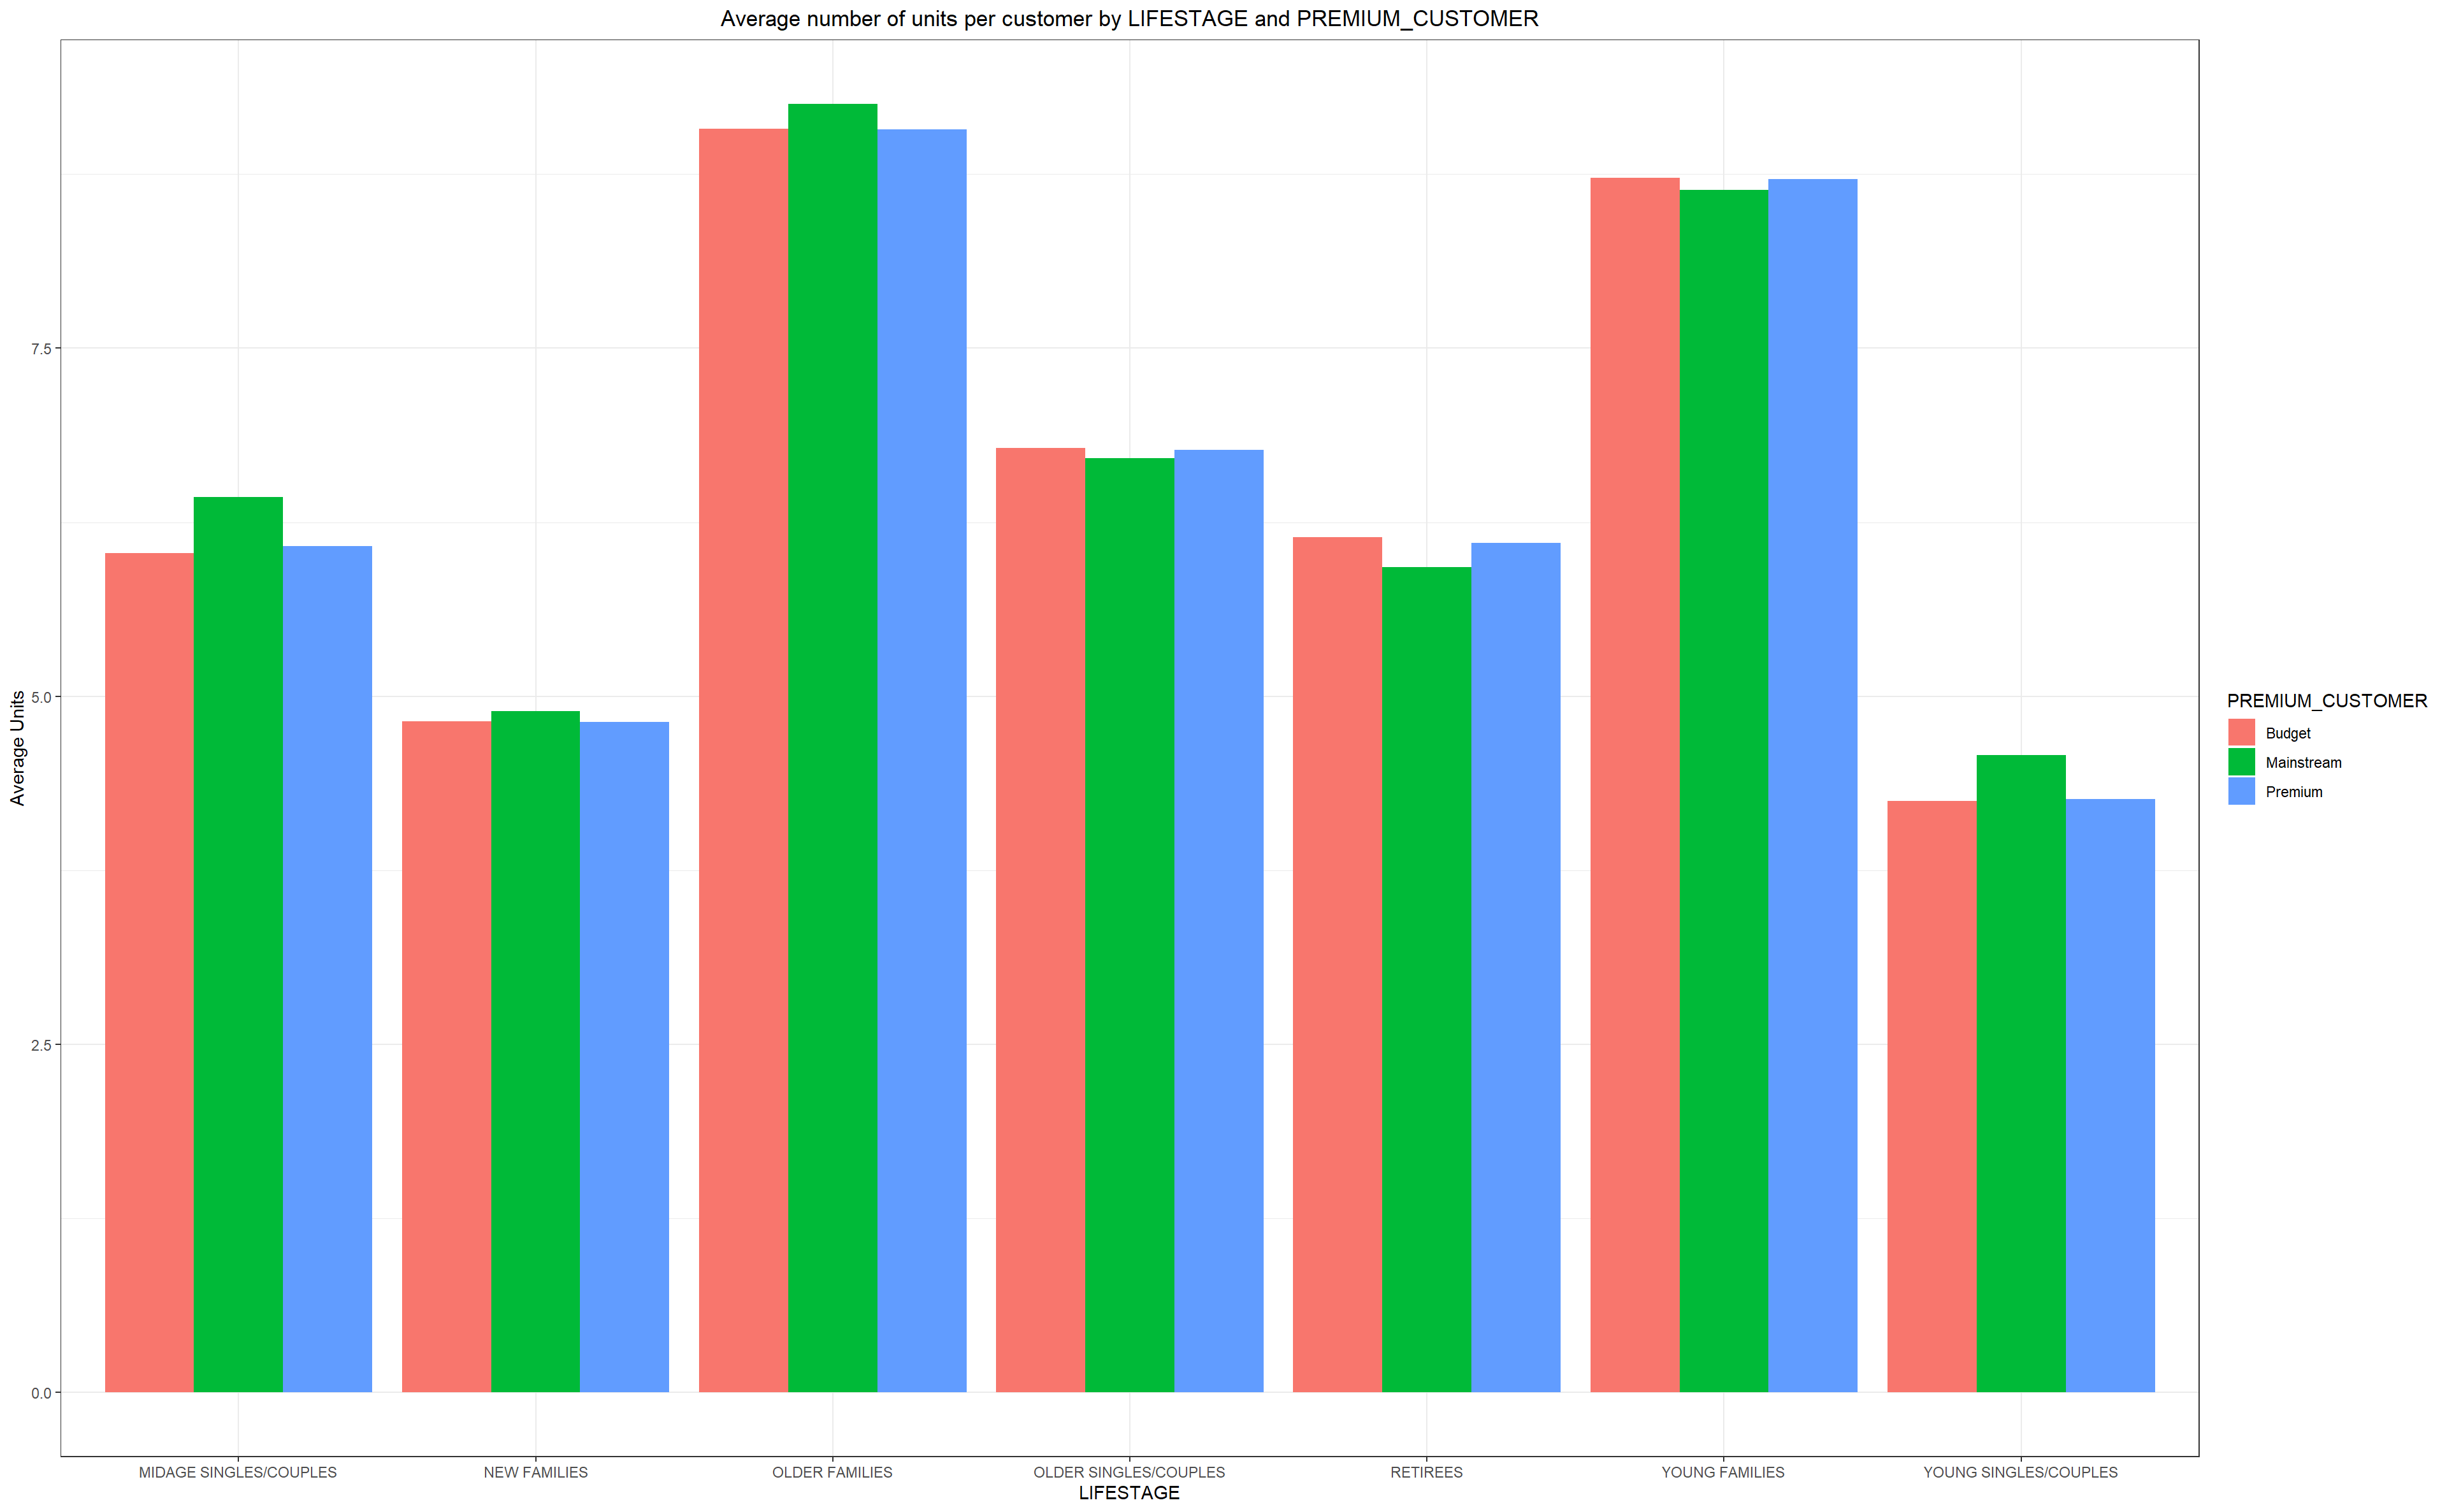 Average number of units per customer by LIFESTAGE and PREMIUM_CUSTOMER
Average Units
7.5
5.0
2.5
0.0
MIDAGE SINGLES/COUPLES
NEW FAMILIES
OLDER FAMILIES
OLDER SINGLES/COUPLES
RETIREES
YOUNG FAMILIES
YOUNG SINGLES/COUPLES
LIFESTAGE
PREMIUM_CUSTOMER
Budget
Mainstream
Premium